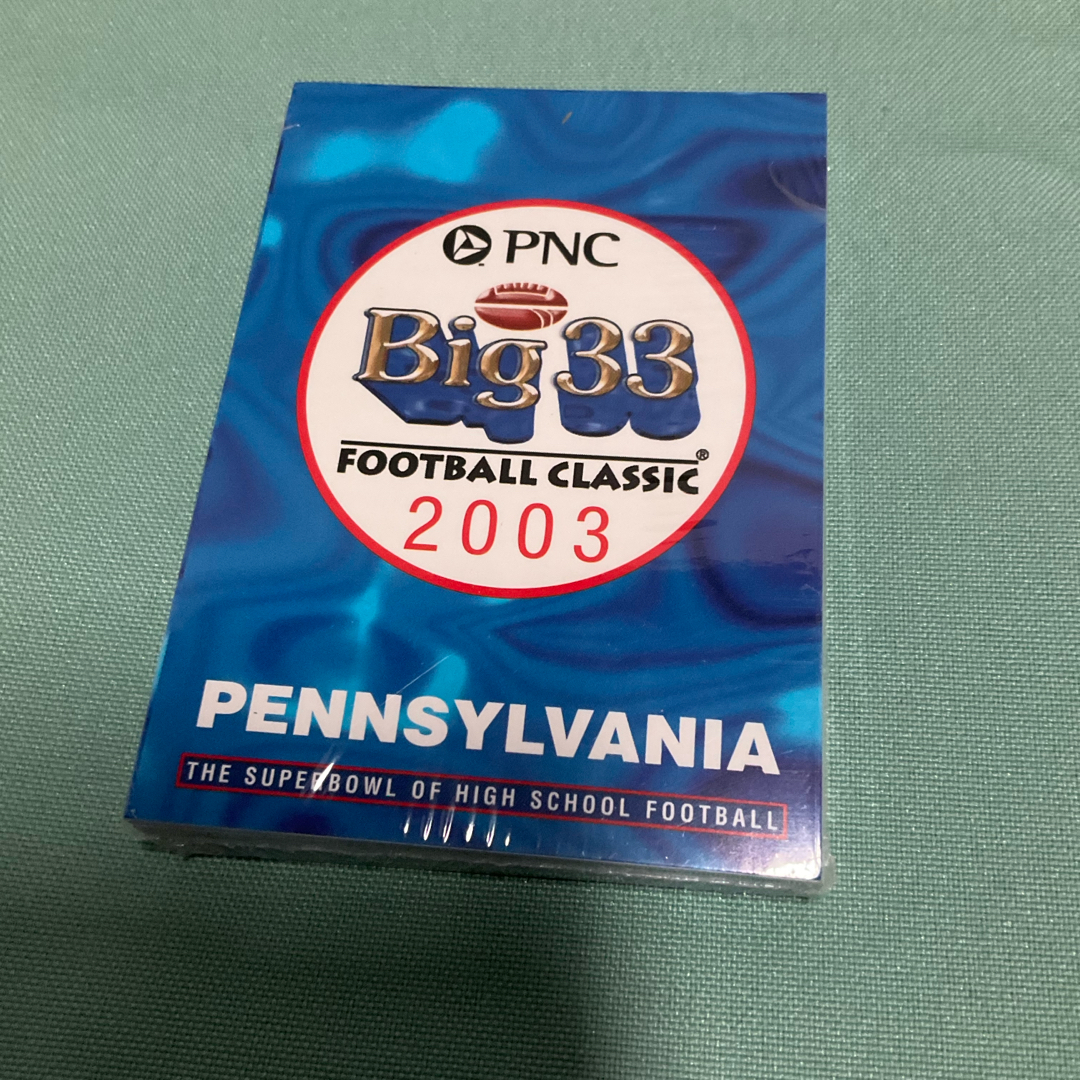 PNC
Big 33
FOOTBALL CLASSIC®
2003
PENNSYLVANIA
THE SUPERBOWL OF HIGH SCHOOL FOOTBALL